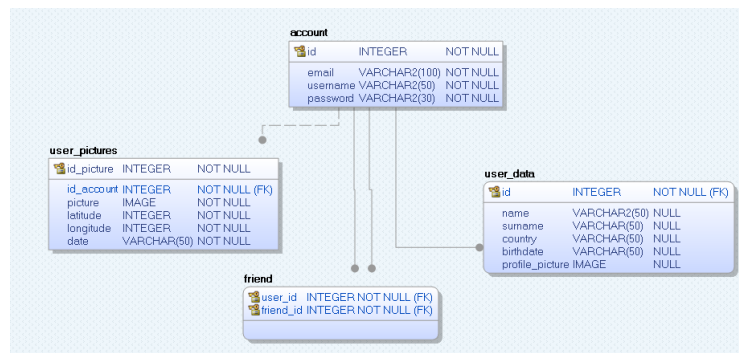 account
id INTEGER NOT NULL
email VARCHAR2(100) NOT NULL
username VARCHAR2(50) NOT NULL
password VARCHAR2(30) NOT NULL
user_pictures
id_picture INTEGER NOT NULL
id_account INTEGER NOT NULL (FK)
picture IMAGE NOT NULL
latitude INTEGER NOT NULL
longitude INTEGER NOT NULL
date VARCHAR(50) NOT NULL
user_data
id INTEGER NOT NULL (FK)
name VARCHAR2(50) NULL
surname VARCHAR(50) NULL
country VARCHAR(50) NULL
birthdate VARCHAR(50) NULL
profile_picture IMAGE NULL
friend
user_id INTEGER NOT NULL (FK)
friend_id INTEGER NOT NULL (FK)